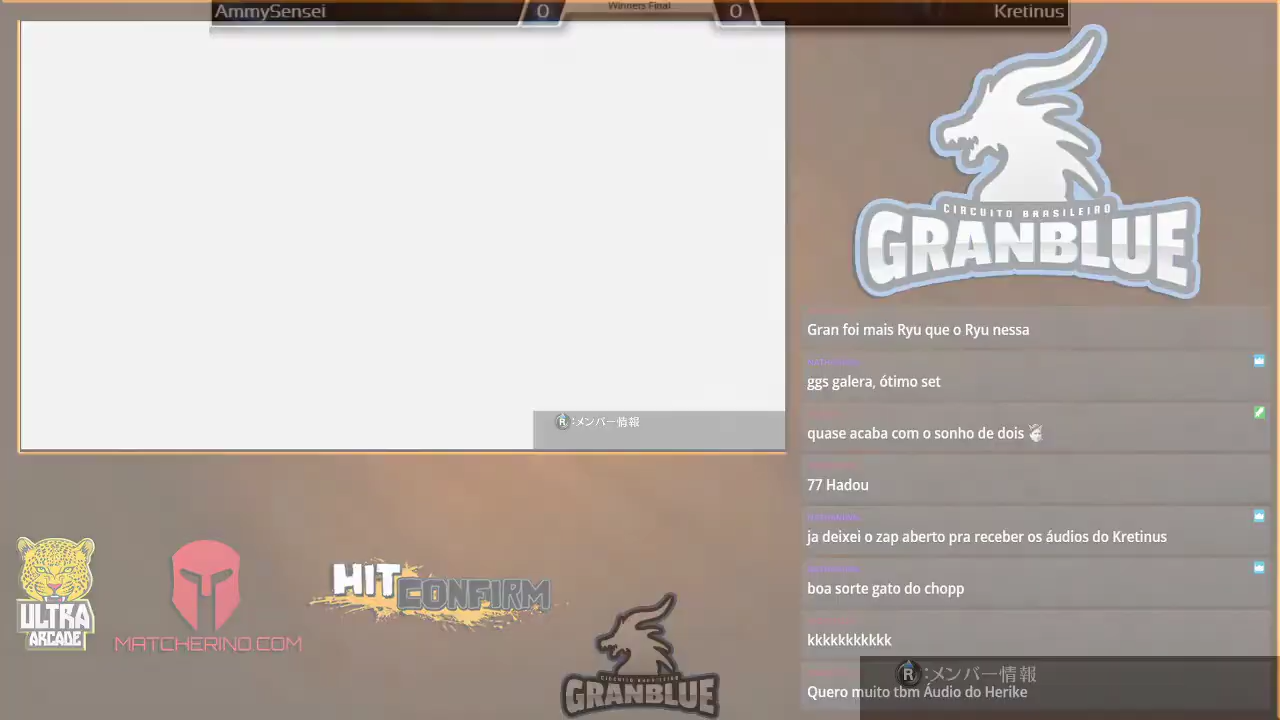 AmmySensei
0
Winners Final
0
Kretinus
CIRCUITO BRASILEIRO
GRANBLUE
Gran foi mais Ryu que o Ryu nessa
ggs galera, ótimo set
quase acaba com o sonho de dois
77 Hadou
ja deixei o zap aberto pra receber os áudios do Kretinus
boa sorte gato do chopp
kkkkkkkkkkk
Quero muito tbm Áudio do Herike
R:メンバー情報
R:メンバー情報
ULTRA
ARCADE
MATCHERINO.COM
HIT CONFIRM
CIRCUITO BRASILEIRO
GRANBLUE